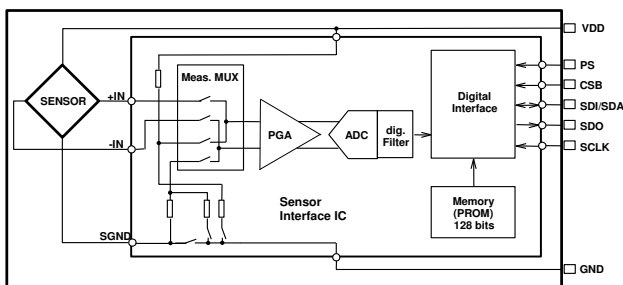 VDD
Meas. MUX
PS
+IN
Digital
Interface
CSB
SENSOR
SDI/SDA
PGA
ADC
dig.
Filter
SDO
-IN
SCLK
Sensor
Interface IC
Memory
(PROM)
128 bits
SGND
GND